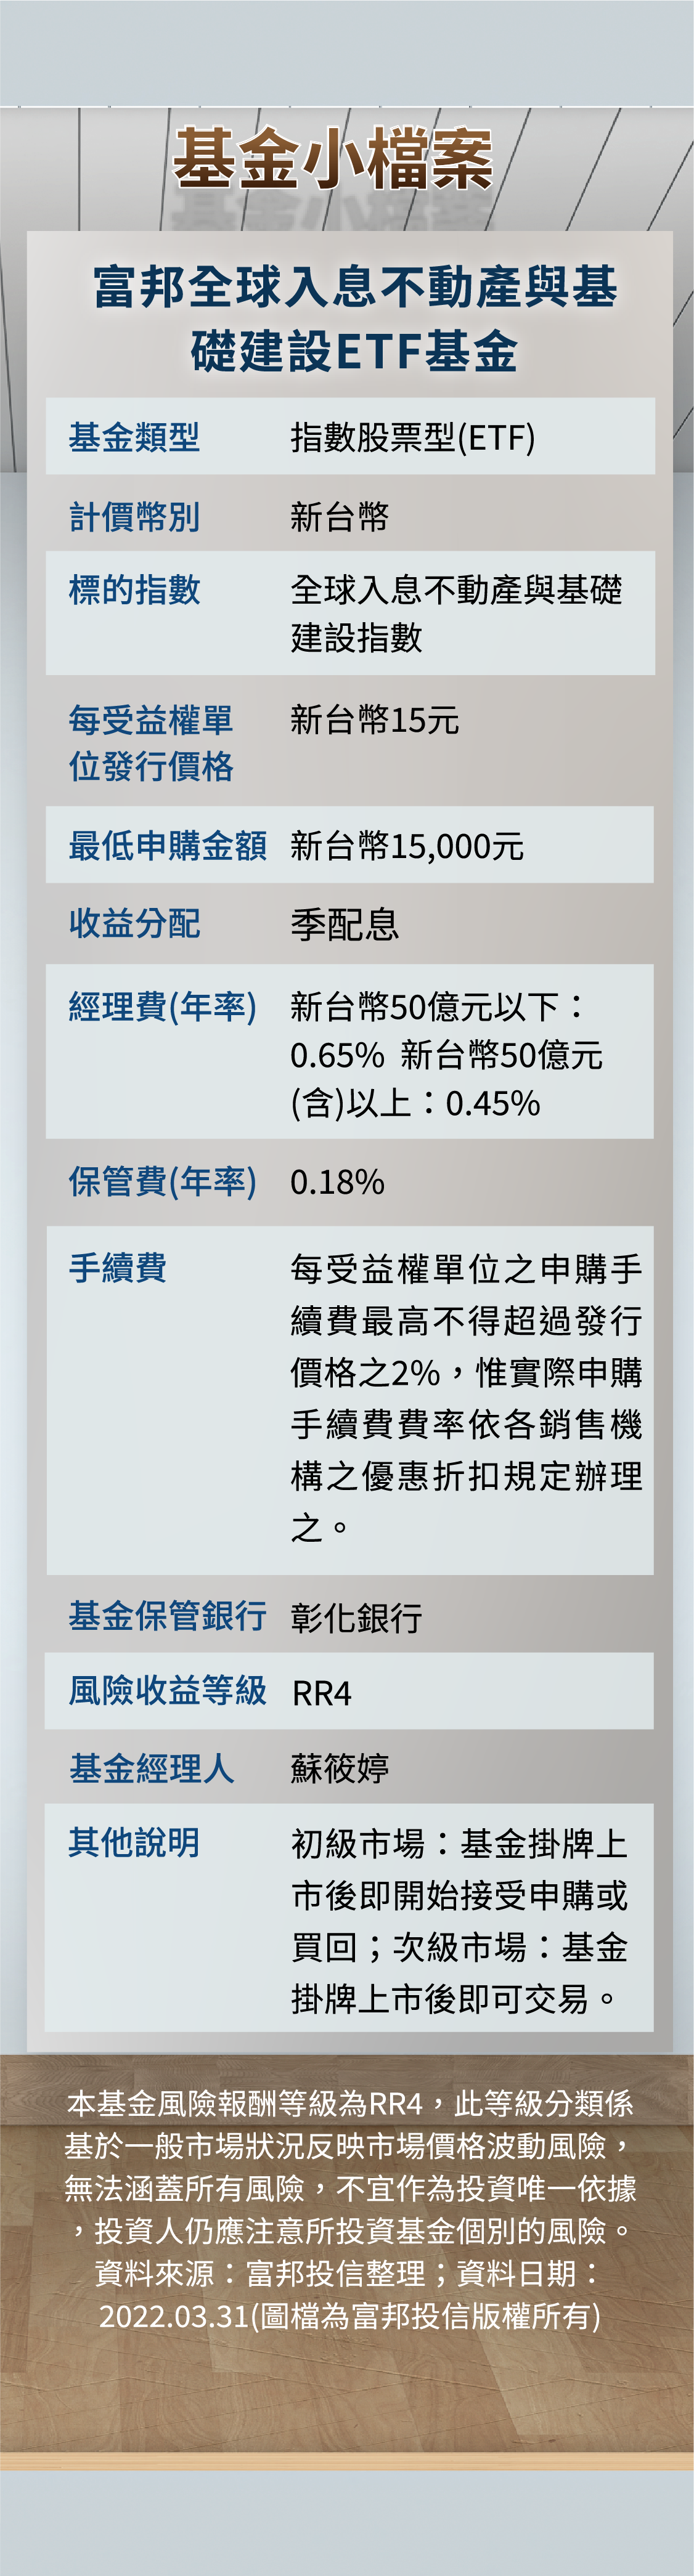 基金小檔案
富邦全球入息不動產與基
礎建設ETF基金
基金類型 指數股票型(ETF)
計價幣別 新台幣
標的指數 全球入息不動產與基礎
建設指數
每受益權單 新台幣15元
位發行價格
最低申購金額 新台幣15,000元
收益分配 季配息
經理費(年率) 新台幣50億元以下：
0.65% 新台幣50億元
(含)以上：0.45%
保管費(年率) 0.18%
手續費 每受益權單位之申購手
續費最高不得超過發行
價格之2%，惟實際申購
手續費費率依各銷售機
構之優惠折扣規定辦理
之。
基金保管銀行 彰化銀行
風險收益等級 RR4
基金經理人 蘇筱婷
其他說明 初級市場：基金掛牌上
市後即開始接受申購或
買回；次級市場：基金
掛牌上市後即可交易。
本基金風險報酬等級為RR4，此等級分類係
基於一般市場狀況反映市場價格波動風險，
無法涵蓋所有風險，不宜作為投資唯一依據
，投資人仍應注意所投資基金個別的風險。
資料來源：富邦投信整理；資料日期：
2022.03.31(圖檔為富邦投信版權所有)